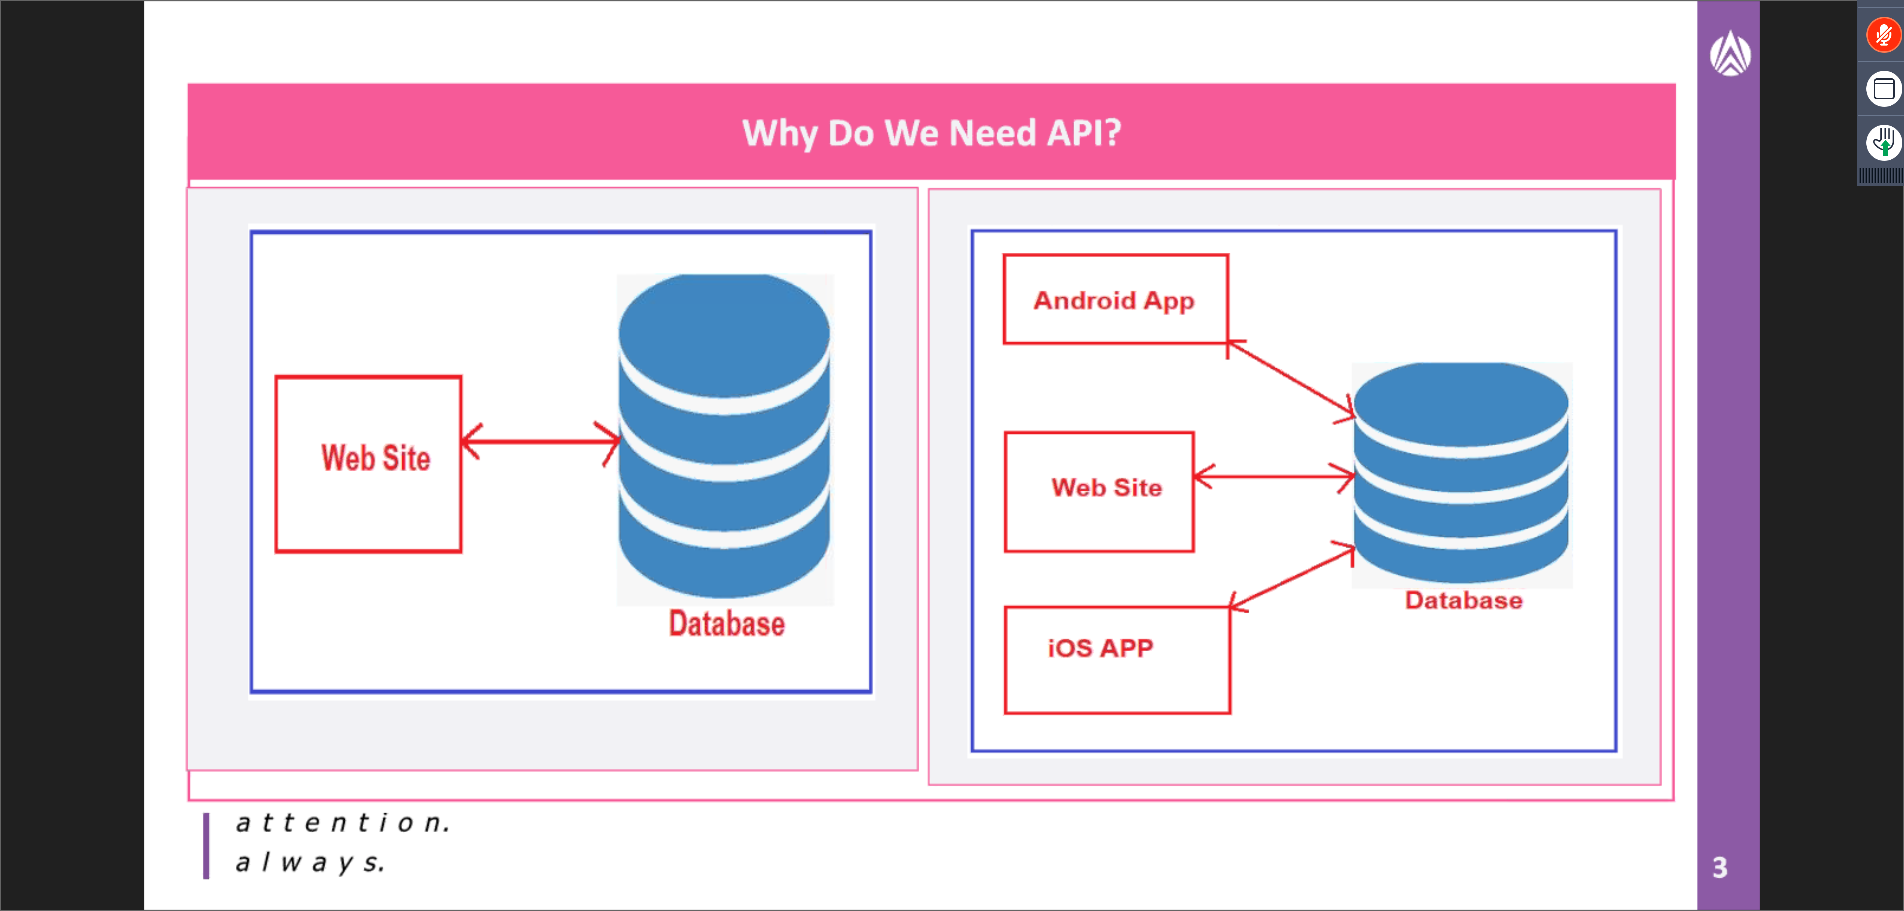 Why Do We Need API?
Web Site
Database
Android App
Web Site
iOS APP
Database
attention.
always.
3